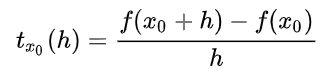 t_{x_0}(h) = \frac{f(x_0 + h) - f(x_0)}{h}